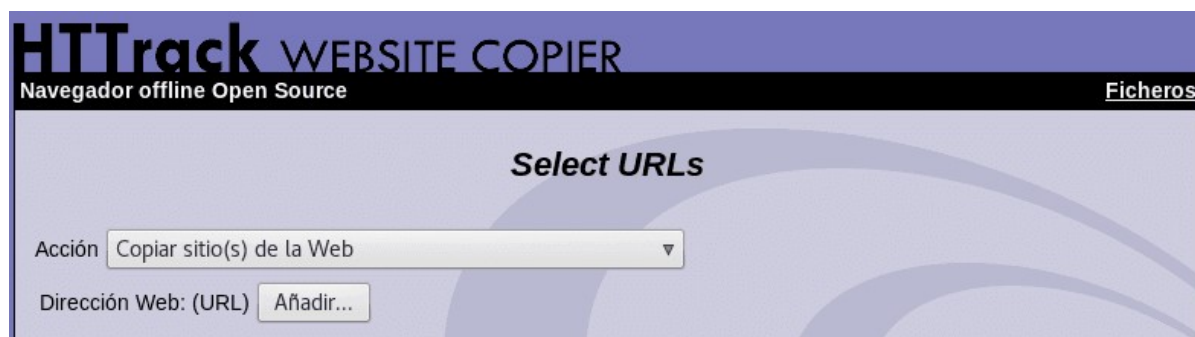 HTTrack WEBSITE COPIER
Navegador offline Open Source Ficheros
Select URLs
Acción Copiar sitio(s) de la Web
Dirección Web: (URL) Añadir...